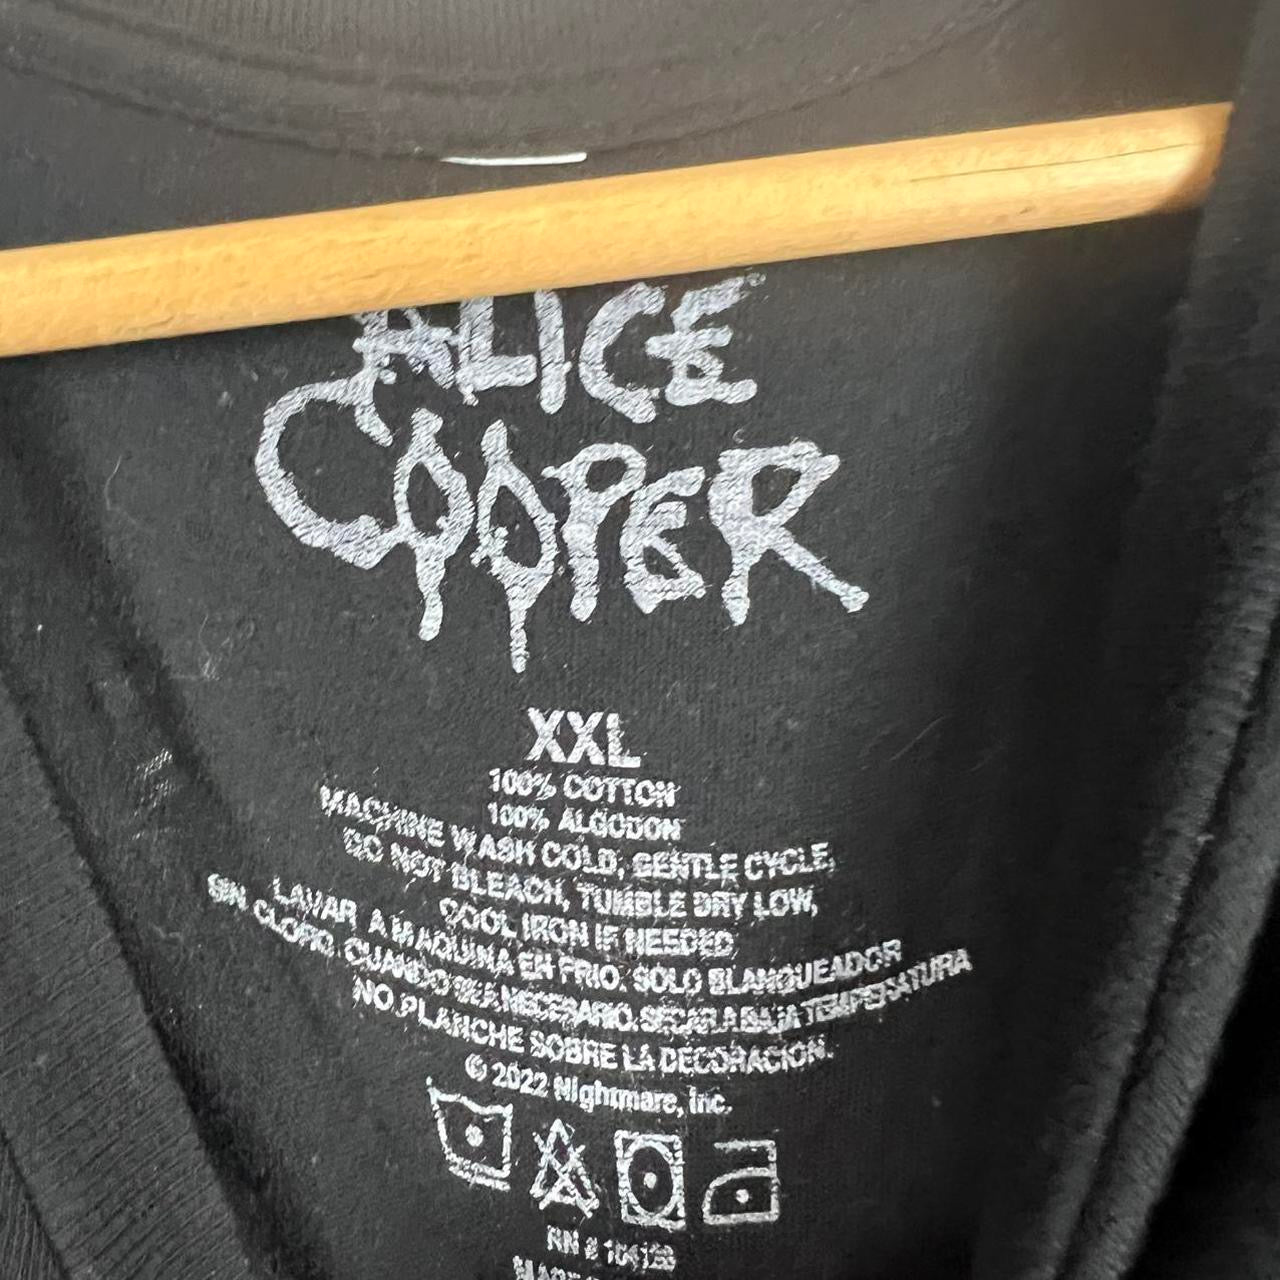 ALICE
COOPER
XXL
100% COTTON
100% ALGODON
MACHINE WASH COLD, GENTLE CYCLE,
DO NOT BLEACH, TUMBLE DRY LOW,
COOL IRON IF NEEDED
LAVAR A MAQUINA EN FRIO. SOLO BLANQUEADOR
SIN CLORO. CUANDO SEA NECESARIO. SECAR A BAJA TEMPERATURA
NO PLANCHE SOBRE LA DECORACION.
© 2022 Nightmare, Inc.
RN #